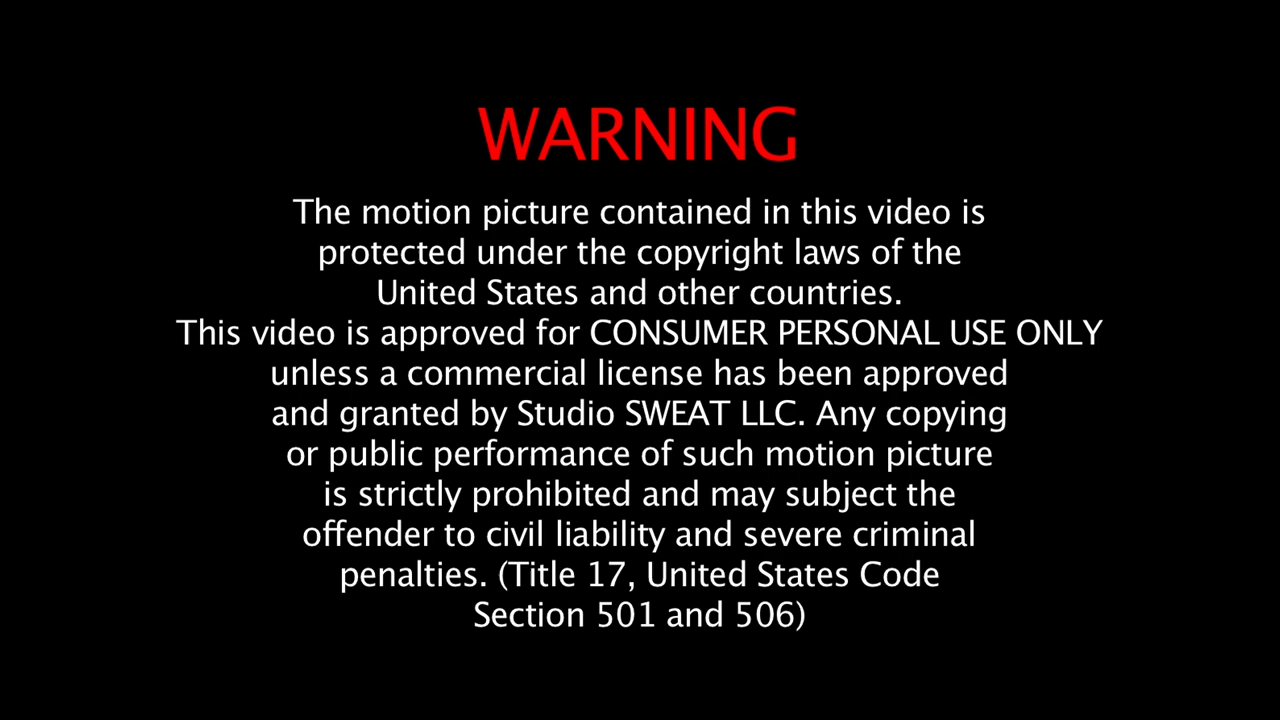 WARNING
The motion picture contained in this video is
protected under the copyright laws of the
United States and other countries.
This video is approved for CONSUMER PERSONAL USE ONLY
unless a commercial license has been approved
and granted by Studio SWEAT LLC. Any copying
or public performance of such motion picture
is strictly prohibited and may subject the
offender to civil liability and severe criminal
penalties. (Title 17, United States Code
Section 501 and 506)